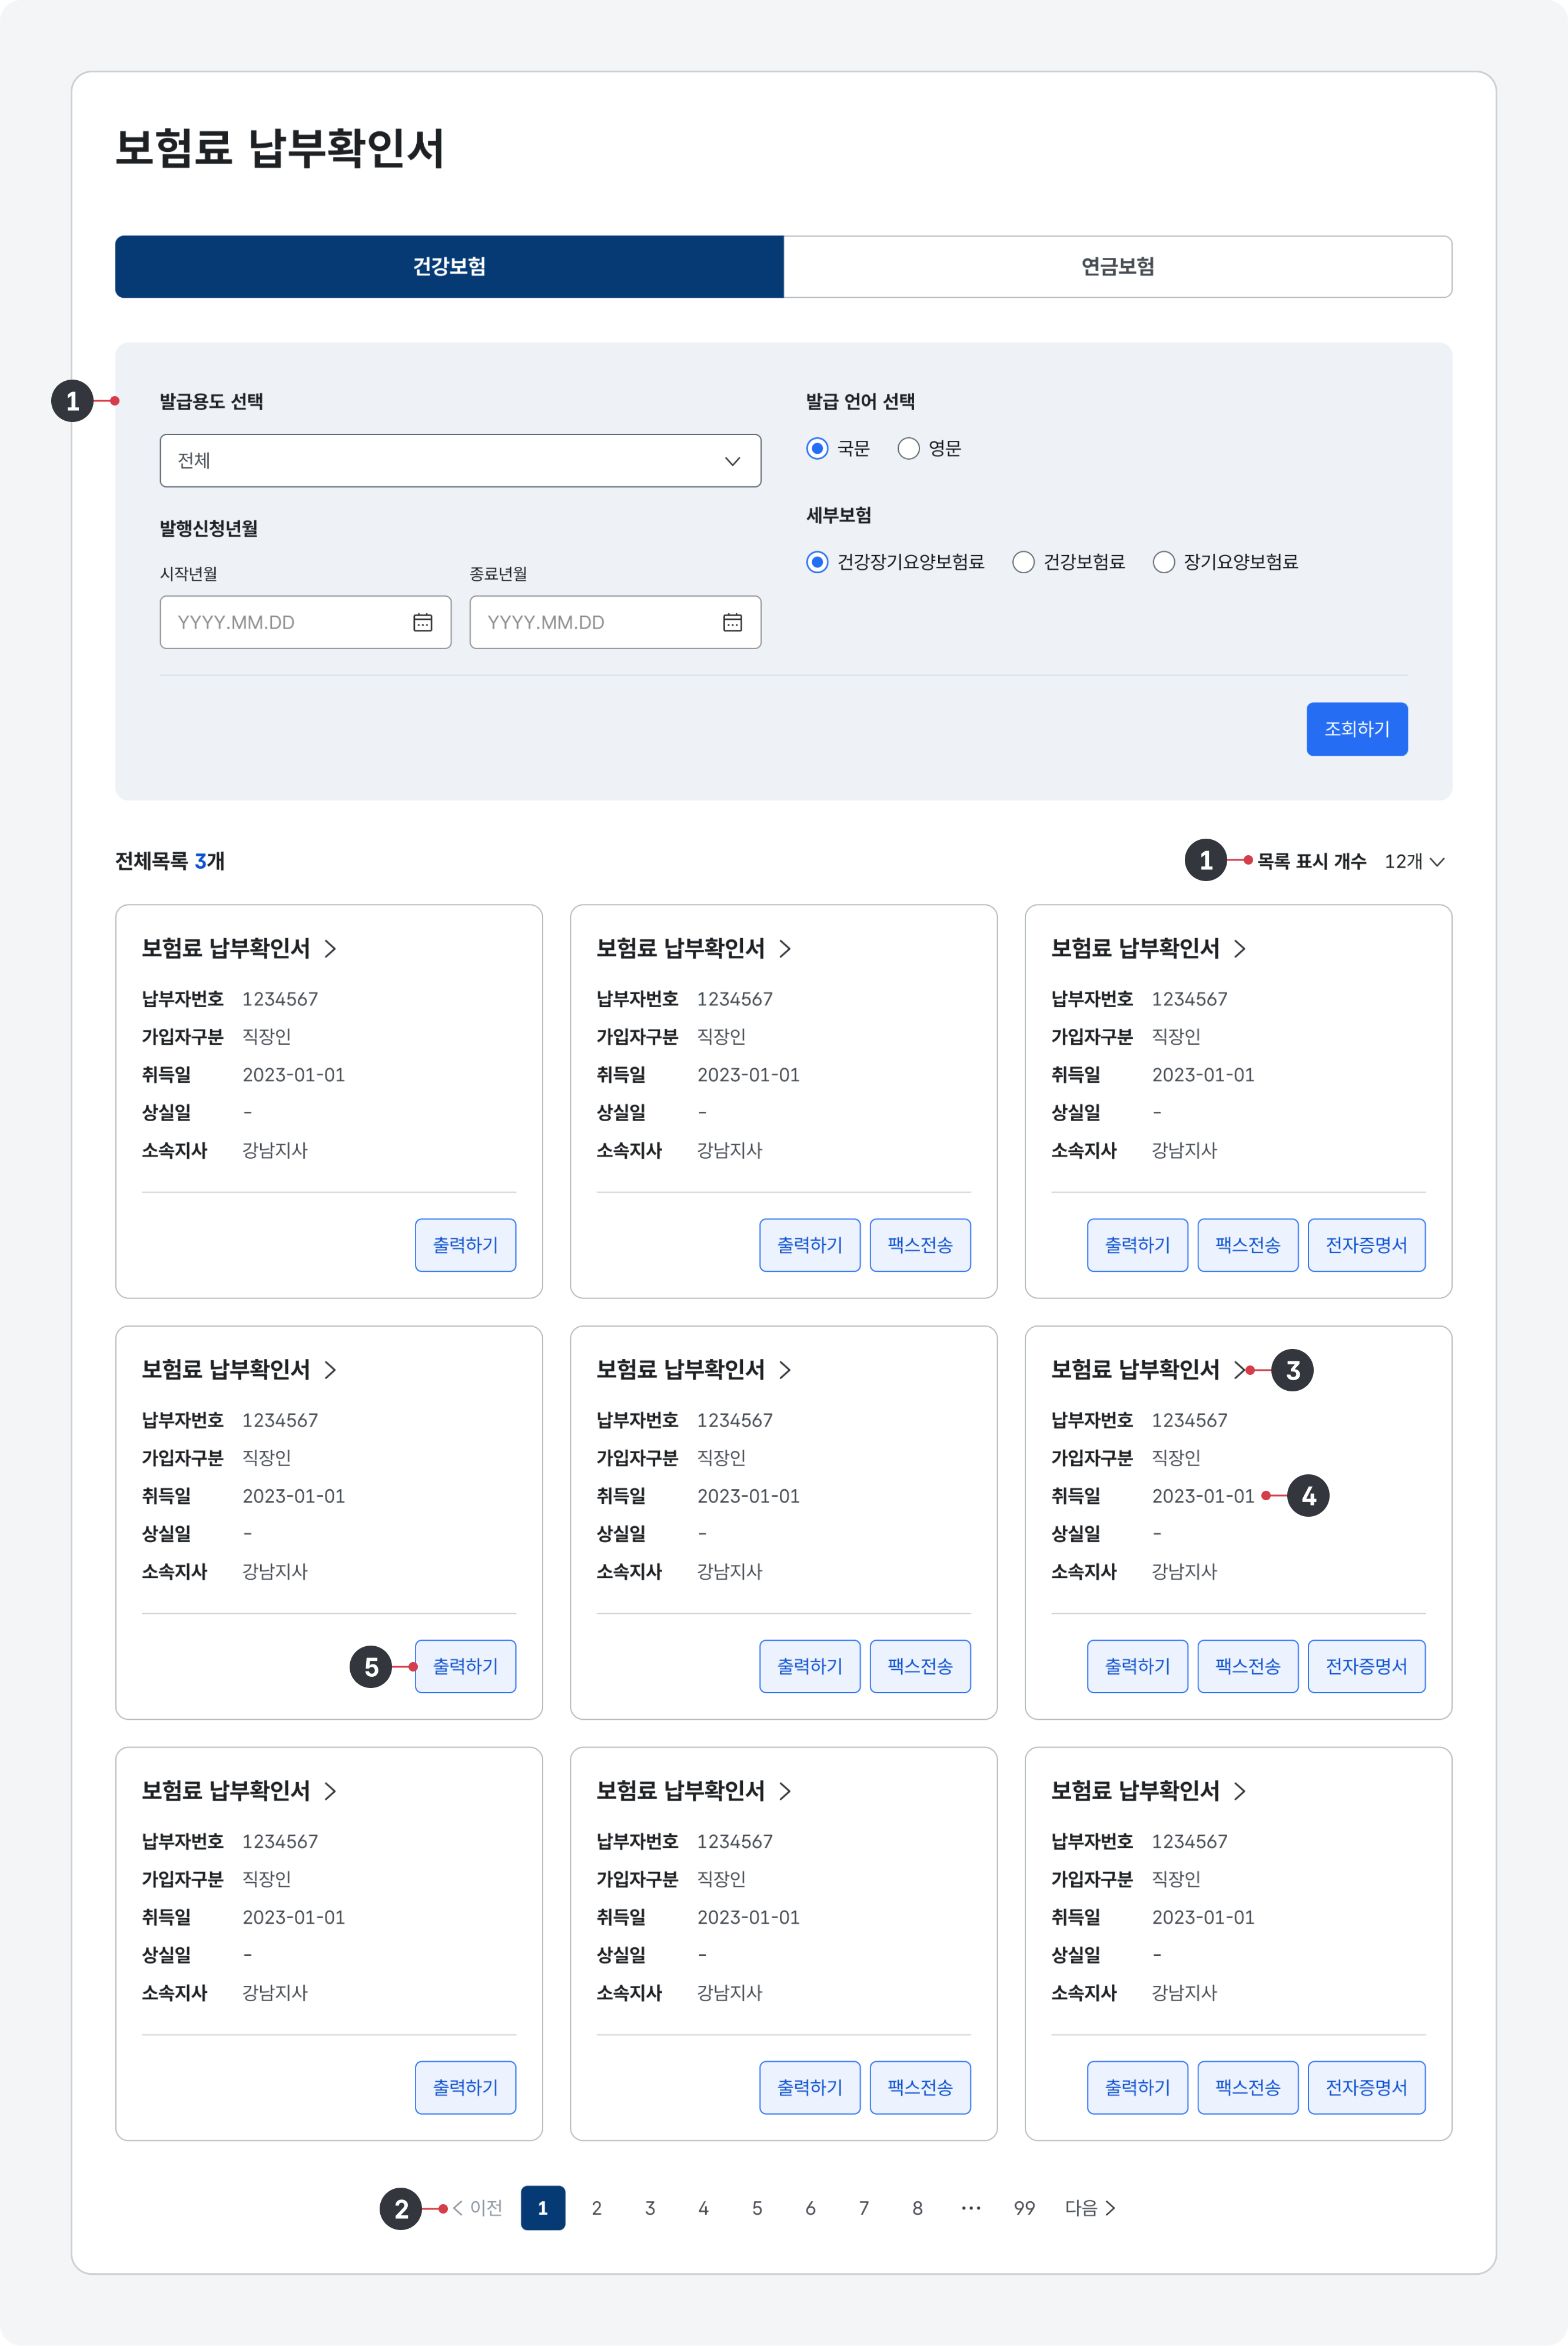 보험료 납부확인서
건강보험 연금보험
1
발급용도 선택
전체
발행신청년월
시작년월 종료년월
YYYY.MM.DD YYYY.MM.DD
발급 언어 선택
국문 영문
세부보험
건강장기요양보험료 건강보험료 장기요양보험료
조회하기
전체목록 3개
1 목록 표시 개수 12개
보험료 납부확인서
납부자번호 1234567
가입자구분 직장인
취득일 2023-01-01
상실일 -
소속지사 강남지사
출력하기
보험료 납부확인서
납부자번호 1234567
가입자구분 직장인
취득일 2023-01-01
상실일 -
소속지사 강남지사
출력하기 팩스전송
보험료 납부확인서
납부자번호 1234567
가입자구분 직장인
취득일 2023-01-01
상실일 -
소속지사 강남지사
출력하기 팩스전송 전자증명서
보험료 납부확인서
납부자번호 1234567
가입자구분 직장인
취득일 2023-01-01
상실일 -
소속지사 강남지사
5 출력하기
보험료 납부확인서
납부자번호 1234567
가입자구분 직장인
취득일 2023-01-01
상실일 -
소속지사 강남지사
출력하기 팩스전송
보험료 납부확인서 3
납부자번호 1234567
가입자구분 직장인
취득일 2023-01-01 4
상실일 -
소속지사 강남지사
출력하기 팩스전송 전자증명서
보험료 납부확인서
납부자번호 1234567
가입자구분 직장인
취득일 2023-01-01
상실일 -
소속지사 강남지사
출력하기
보험료 납부확인서
납부자번호 1234567
가입자구분 직장인
취득일 2023-01-01
상실일 -
소속지사 강남지사
출력하기 팩스전송
보험료 납부확인서
납부자번호 1234567
가입자구분 직장인
취득일 2023-01-01
상실일 -
소속지사 강남지사
출력하기 팩스전송 전자증명서
2 이전 1 2 3 4 5 6 7 8 ... 99 다음